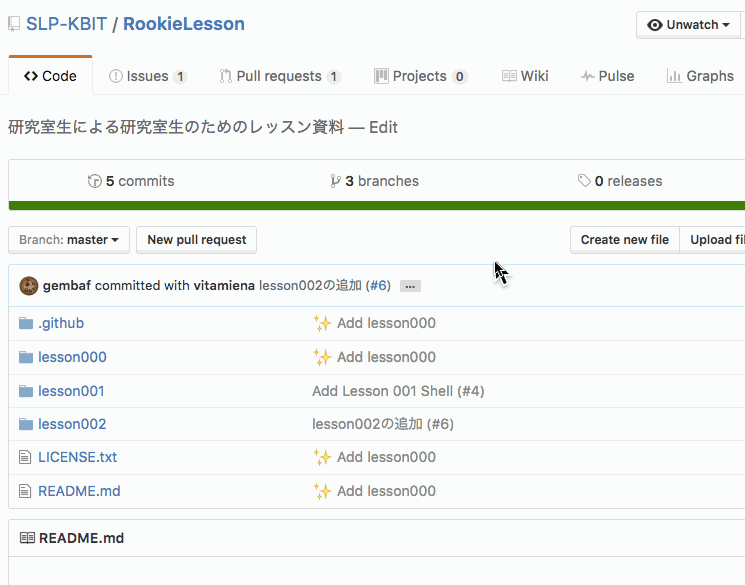 SLP-KBIT / RookieLesson
Unwatch
Code Issues 1 Pull requests 1 Projects 0 Wiki Pulse Graphs
研究室生による研究室生のためのレッスン資料 — Edit
5 commits 3 branches 0 releases
Branch: master New pull request Create new file Upload fil
gembaf committed with vitamiena lesson002の追加 (#6) ...
.github ✨ Add lesson000
lesson000 ✨ Add lesson000
lesson001 Add Lesson 001 Shell (#4)
lesson002 lesson002の追加 (#6)
LICENSE.txt ✨ Add lesson000
README.md ✨ Add lesson000
README.md